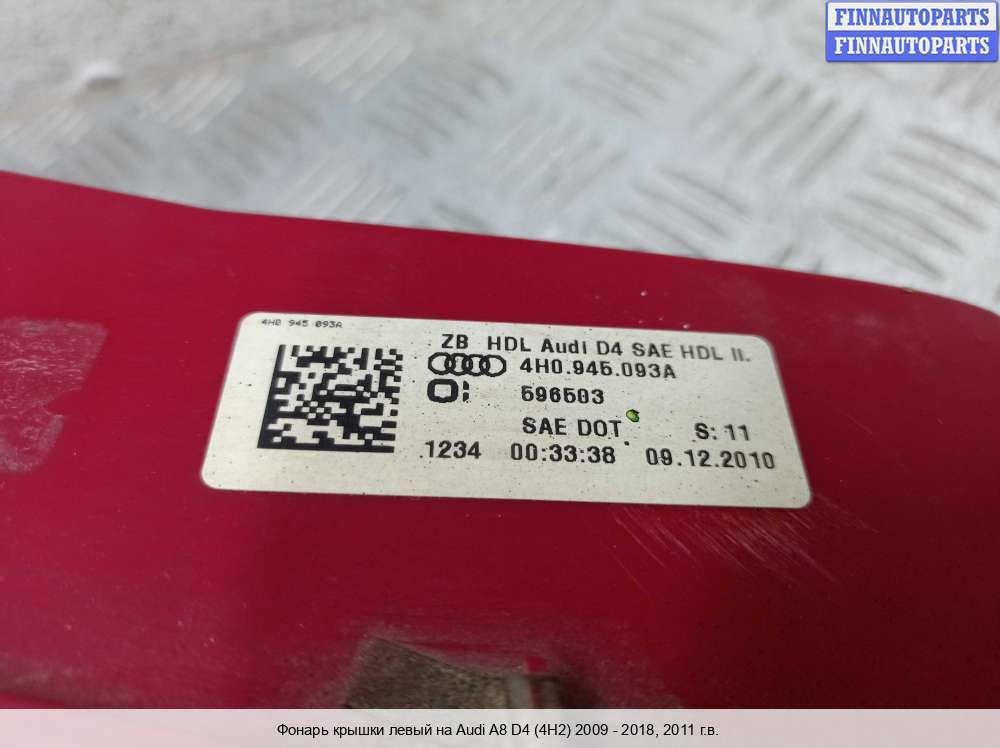 FINNAUTOPARTS
FINNAUTOPARTS
4H0 945 093A
ZB HDL Audi D4 SAE HDL II.
4H0.945.093A
596503
SAE DOT
S: 11
.1234 00:33:38 09.12.2010
Фонарь крышки левый на Audi A8 D4 (4H2) 2009 - 2018, 2011 г.в.